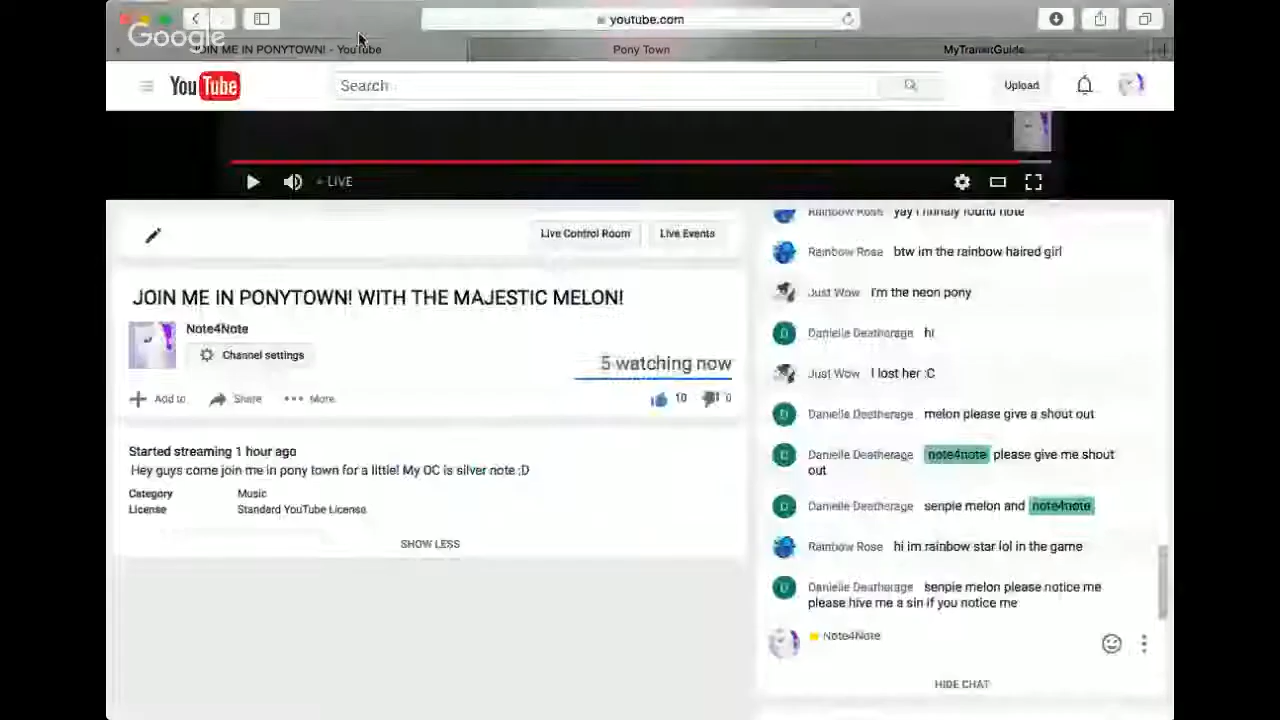 youtube.com
Google
JOIN ME IN PONYTOWN! - YouTube
Pony Town
MyTransitGuide
YouTube
Search
Upload
LIVE
Live Control Room
Live Events
JOIN ME IN PONYTOWN! WITH THE MAJESTIC MELON!
Note4Note
Channel settings
5 watching now
Add to
Share
More
10
0
Started streaming 1 hour ago
Hey guys come join me in pony town for a little! My OC is silver note :D
Category Music
License Standard YouTube License
SHOW LESS
Rainbow Rose yay I finnaly found note
Rainbow Rose btw im the rainbow haired girl
Just Wow I'm the neon pony
Danielle Deatherage hi
Just Wow I lost her :C
Danielle Deatherage melon please give a shout out
Danielle Deatherage note4note please give me shout
out
Danielle Deatherage senpie melon and note4note
Rainbow Rose hi im rainbow star lol in the game
Danielle Deatherage senpie melon please notice me
please hive me a sin if you notice me
Note4Note
HIDE CHAT